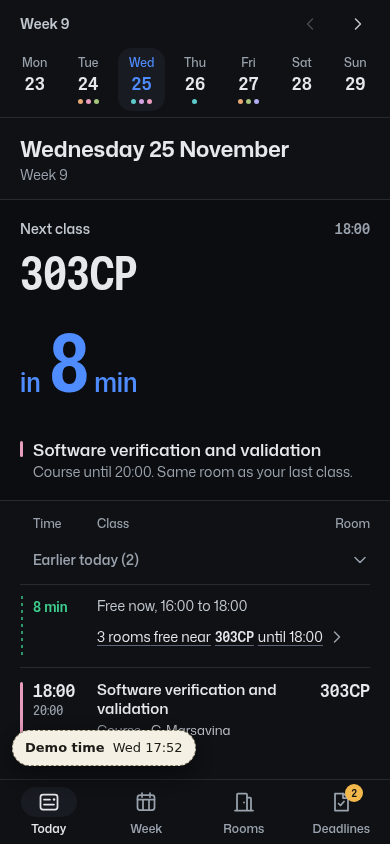 Week 9
Mon Tue Wed Thu Fri Sat Sun
23 24 25 26 27 28 29
Wednesday 25 November
Week 9
Next class 18:00
303CP
in 8 min
Software verification and validation
Course until 20:00. Same room as your last class.
Time Class Room
Earlier today (2)
8 min Free now, 16:00 to 18:00
3 rooms free near 303CP until 18:00
18:00 Software verification and 303CP
20:00 validation
Course · C. Marsavina
Demo time Wed 17:52
2
Today Week Rooms Deadlines